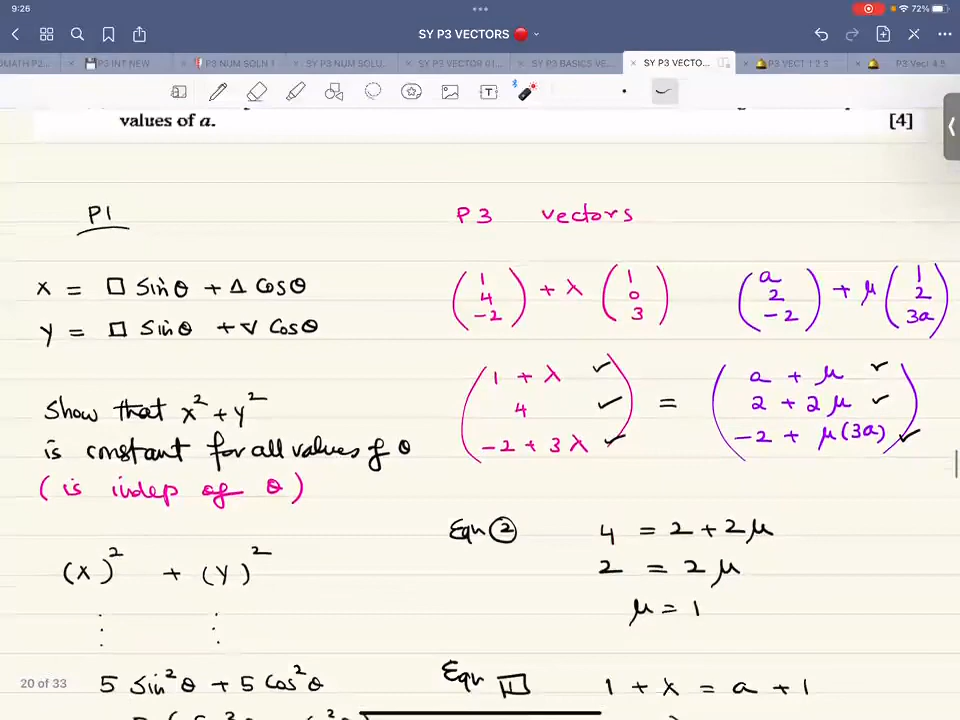 9:26
72%
SY P3 VECTORS
OMATH P2...
P3 INT NEW
P3 NUM SOLN 1
SY P3 NUM SOLU...
SY P3 VECTOR 01...
SY P3 BASICS VE...
SY P3 VECTO...
P3 VECT 1 2 S
P3 Vect 4 5
values of a. [4]
P1
x = □ Sinθ + Δ Cosθ
y = □ Sinθ + ∇ Cosθ
Show that x² + y²
is constant for all values of θ
( is indep of θ )
(x)² + (y)²
5 Sin²θ + 5 Cos²θ
P3 vectors
(1 4 -2) + λ (1 0 3) (a 2 -2) + μ (1 2 3a)
(1 + λ ✓ 4 ✓ -2 + 3λ ✓) = (a + μ ✓ 2 + 2μ ✓ -2 + μ(3a) ✓)
Eqn ② 4 = 2 + 2μ
2 = 2μ
μ = 1
Eqn 1 1 + λ = a + 1
20 of 33